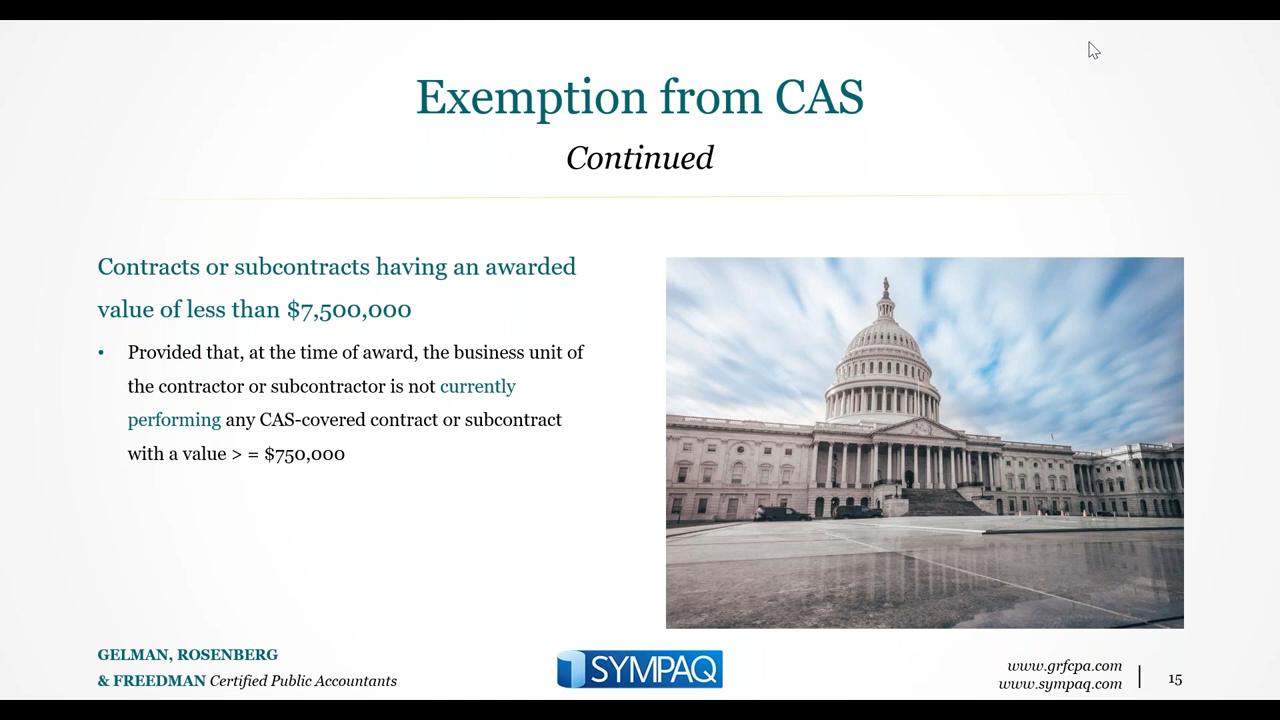 Exemption from CAS
Continued
Contracts or subcontracts having an awarded
value of less than $7,500,000
• Provided that, at the time of award, the business unit of
the contractor or subcontractor is not currently
performing any CAS-covered contract or subcontract
with a value > = $750,000
GELMAN, ROSENBERG
& FREEDMAN Certified Public Accountants
SYMPAQ
www.grfcpa.com
www.sympaq.com
15